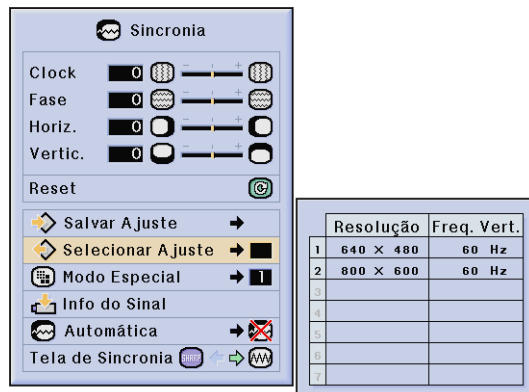 Sincronia
Clock 0 - +
Fase 0
Horiz. 0
Vertic. 0
Reset
Salvar Ajuste
Selecionar Ajuste
Modo Especial 1
Info do Sinal
Automática
Tela de Sincronia SHARP
Resolução Freq. Vert.
1 640 × 480 60 Hz
2 800 × 600 60 Hz
3
4
5
6
7